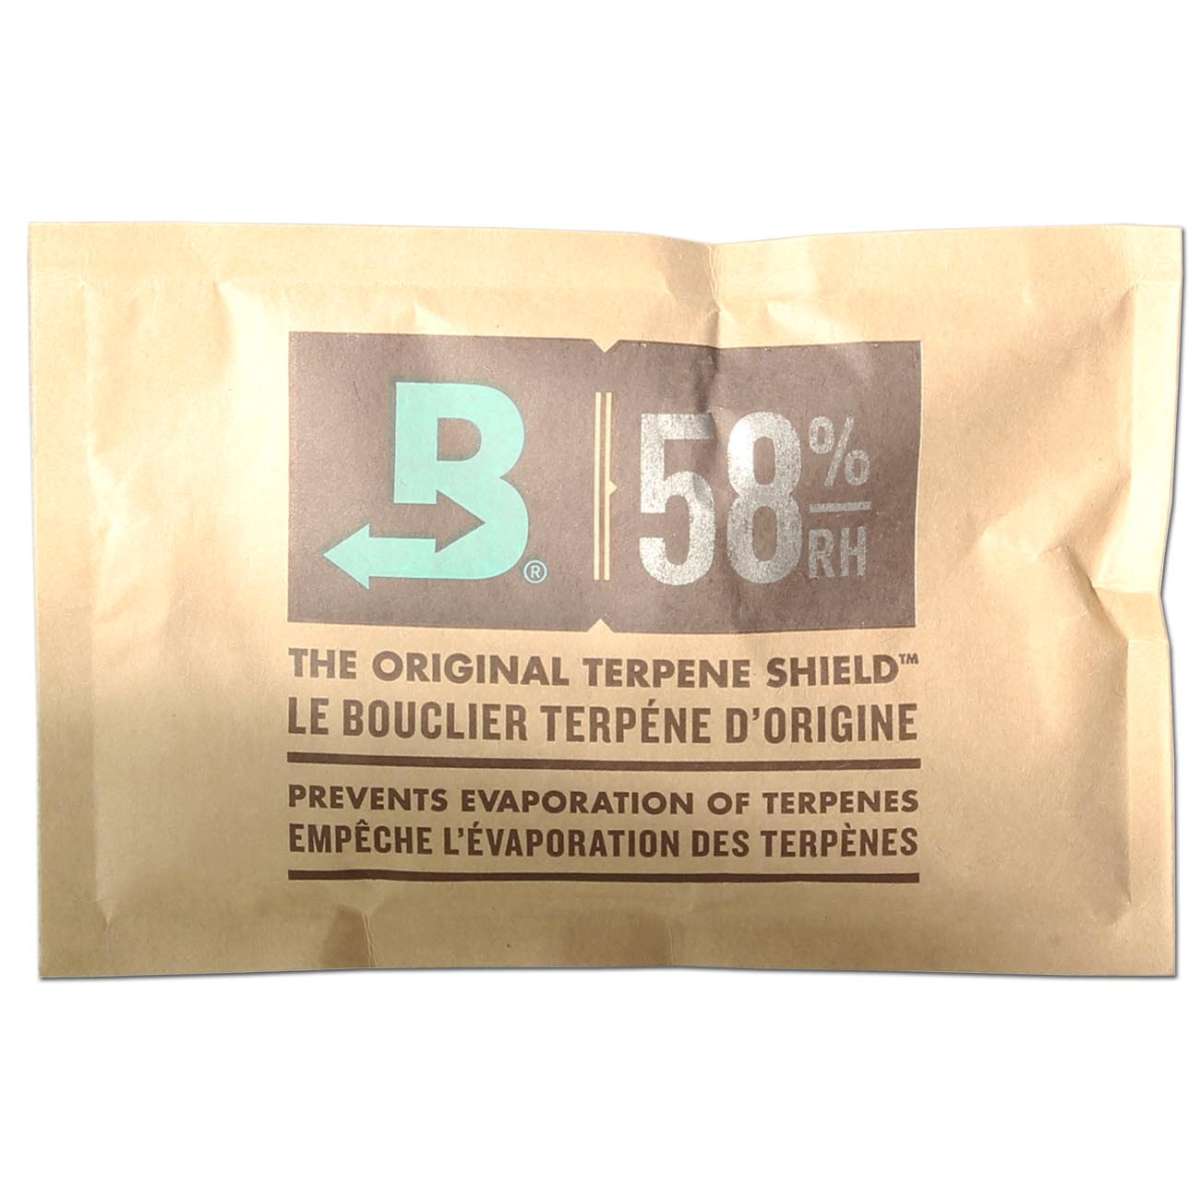 B®
58% RH
THE ORIGINAL TERPENE SHIELD™
LE BOUCLIER TERPÉNE D'ORIGINE
PREVENTS EVAPORATION OF TERPENES
EMPÊCHE L'ÉVAPORATION DES TERPÈNES